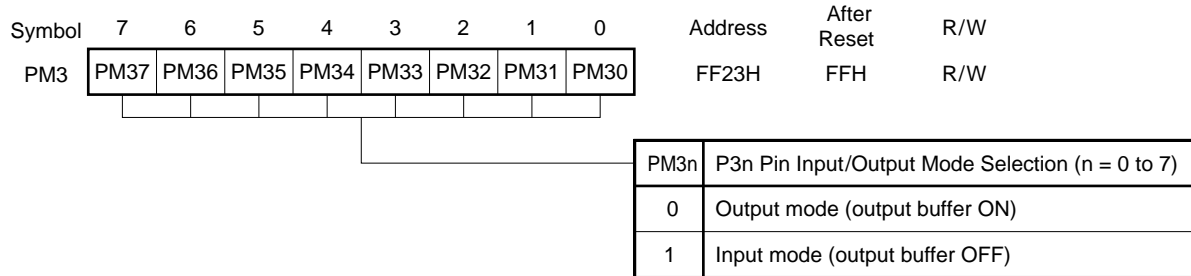 Symbol 7 6 5 4 3 2 1 0 Address After Reset R/W
PM3 PM37 PM36 PM35 PM34 PM33 PM32 PM31 PM30 FF23H FFH R/W
PM3n P3n Pin Input/Output Mode Selection (n = 0 to 7)
0 Output mode (output buffer ON)
1 Input mode (output buffer OFF)